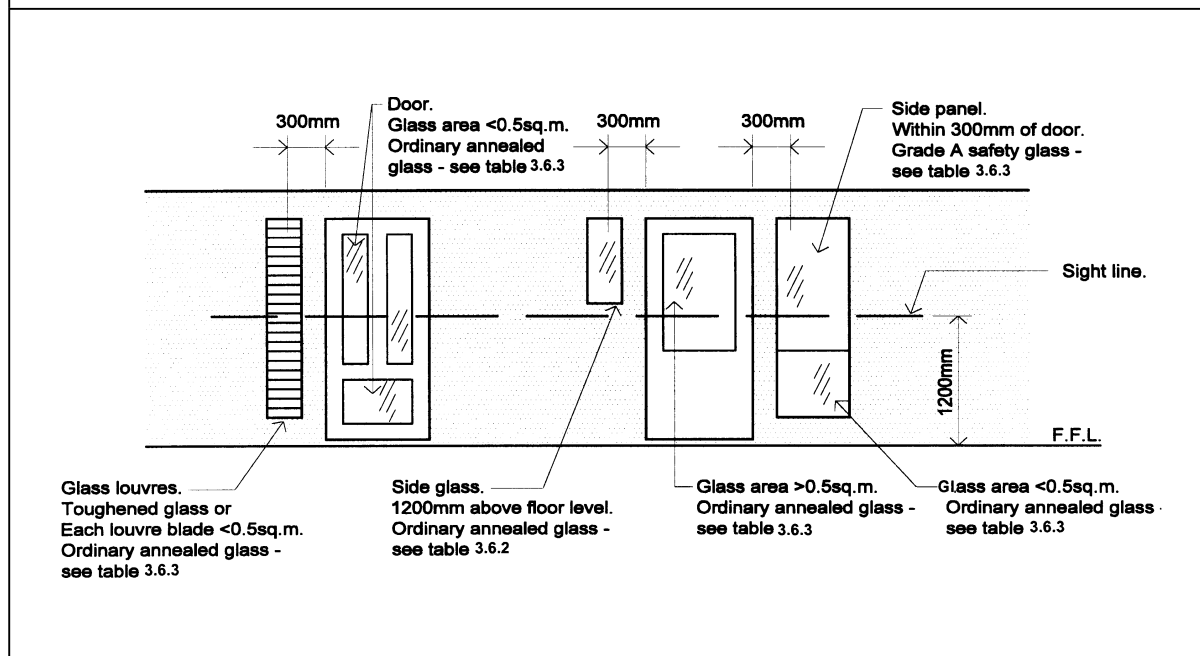 300mm
Door.
Glass area <0.5sq.m.
Ordinary annealed
glass - see table 3.6.3
300mm
300mm
Side panel.
Within 300mm of door.
Grade A safety glass -
see table 3.6.3
Sight line.
1200mm
F.F.L.
Glass louvres.
Toughened glass or
Each louvre blade <0.5sq.m.
Ordinary annealed glass -
see table 3.6.3
Side glass.
1200mm above floor level.
Ordinary annealed glass -
see table 3.6.2
Glass area >0.5sq.m.
Ordinary annealed glass -
see table 3.6.3
Glass area <0.5sq.m.
Ordinary annealed glass -
see table 3.6.3